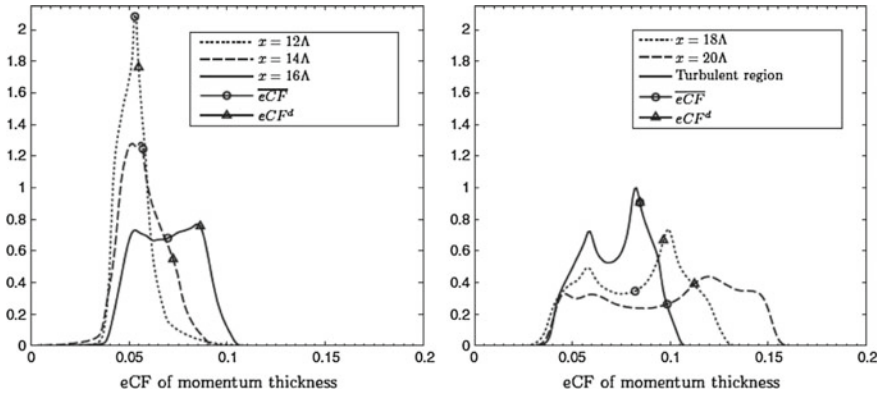 2
1.8
1.6
1.4
1.2
1
0.8
0.6
0.4
0.2
0
0
0.05
0.1
0.15
0.2
x = 12Λ
x = 14Λ
x = 16Λ
eCF
eCF^d
eCF of momentum thickness
2
1.8
1.6
1.4
1.2
1
0.8
0.6
0.4
0.2
0
0
0.05
0.1
0.15
0.2
x = 18Λ
x = 20Λ
Turbulent region
eCF
eCF^d
eCF of momentum thickness